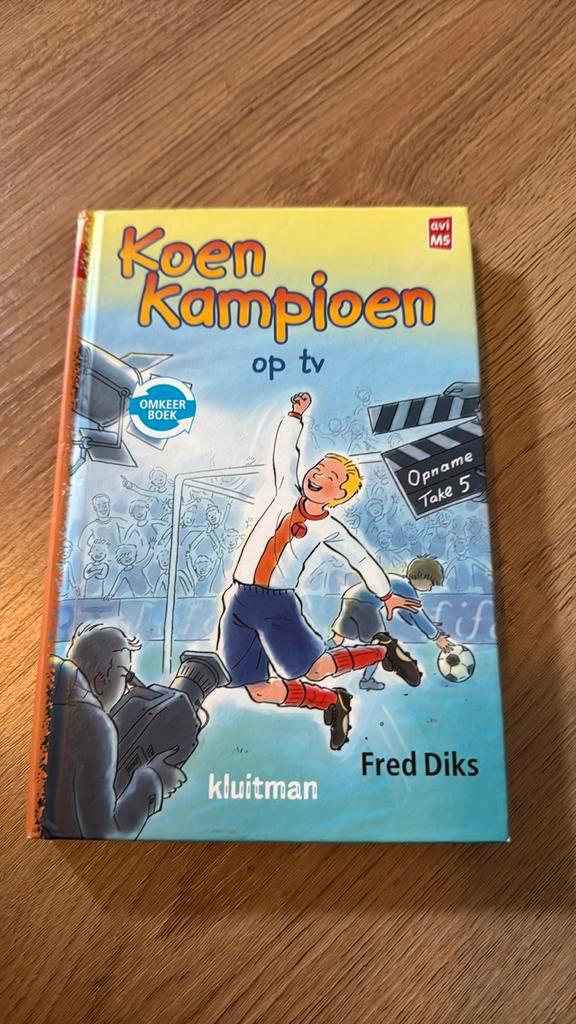 avi
M5
Koen
Kampioen
op tv
OMKEER
BOEK
Opname
Take 5
Fred Diks
kluitman